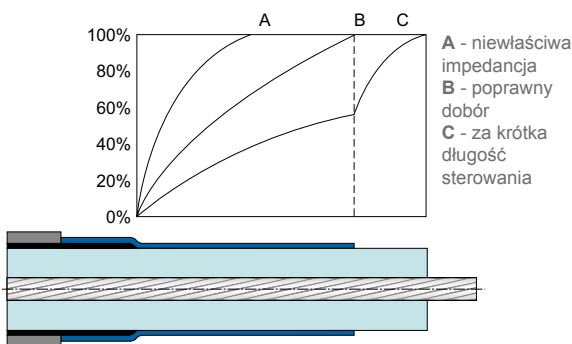 A B C
100%
80%
60%
40%
20%
0%
A - niewłaściwa
impedancja
B - poprawny
dobór
C - za krótka
długość
sterowania